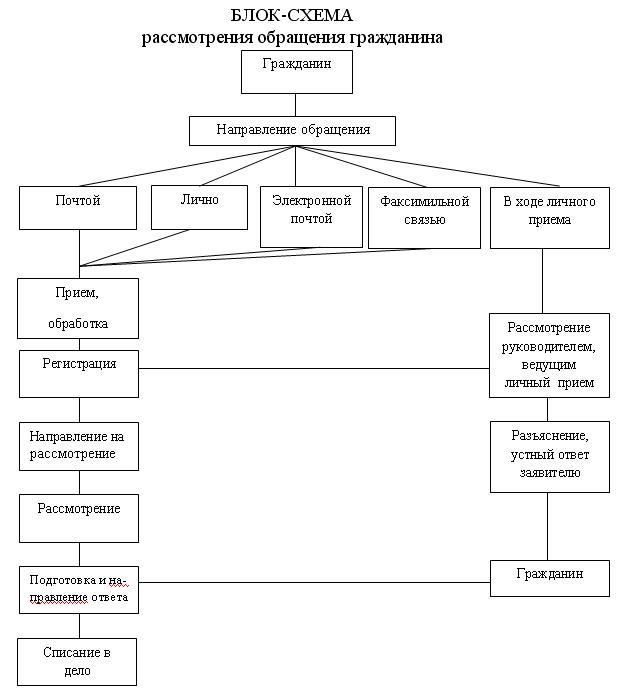 БЛОК-СХЕМА
рассмотрения обращения гражданина
Гражданин
Направление обращения
Почтой
Лично
Электронной
почтой
Факсимильной
связью
В ходе личного
приема
Прием,
обработка
Регистрация
Рассмотрение
руководителем,
ведущим
личный прием
Направление на
рассмотрение
Разъяснение,
устный ответ
заявителю
Рассмотрение
Подготовка и на-
правление ответа
Гражданин
Списание в
дело